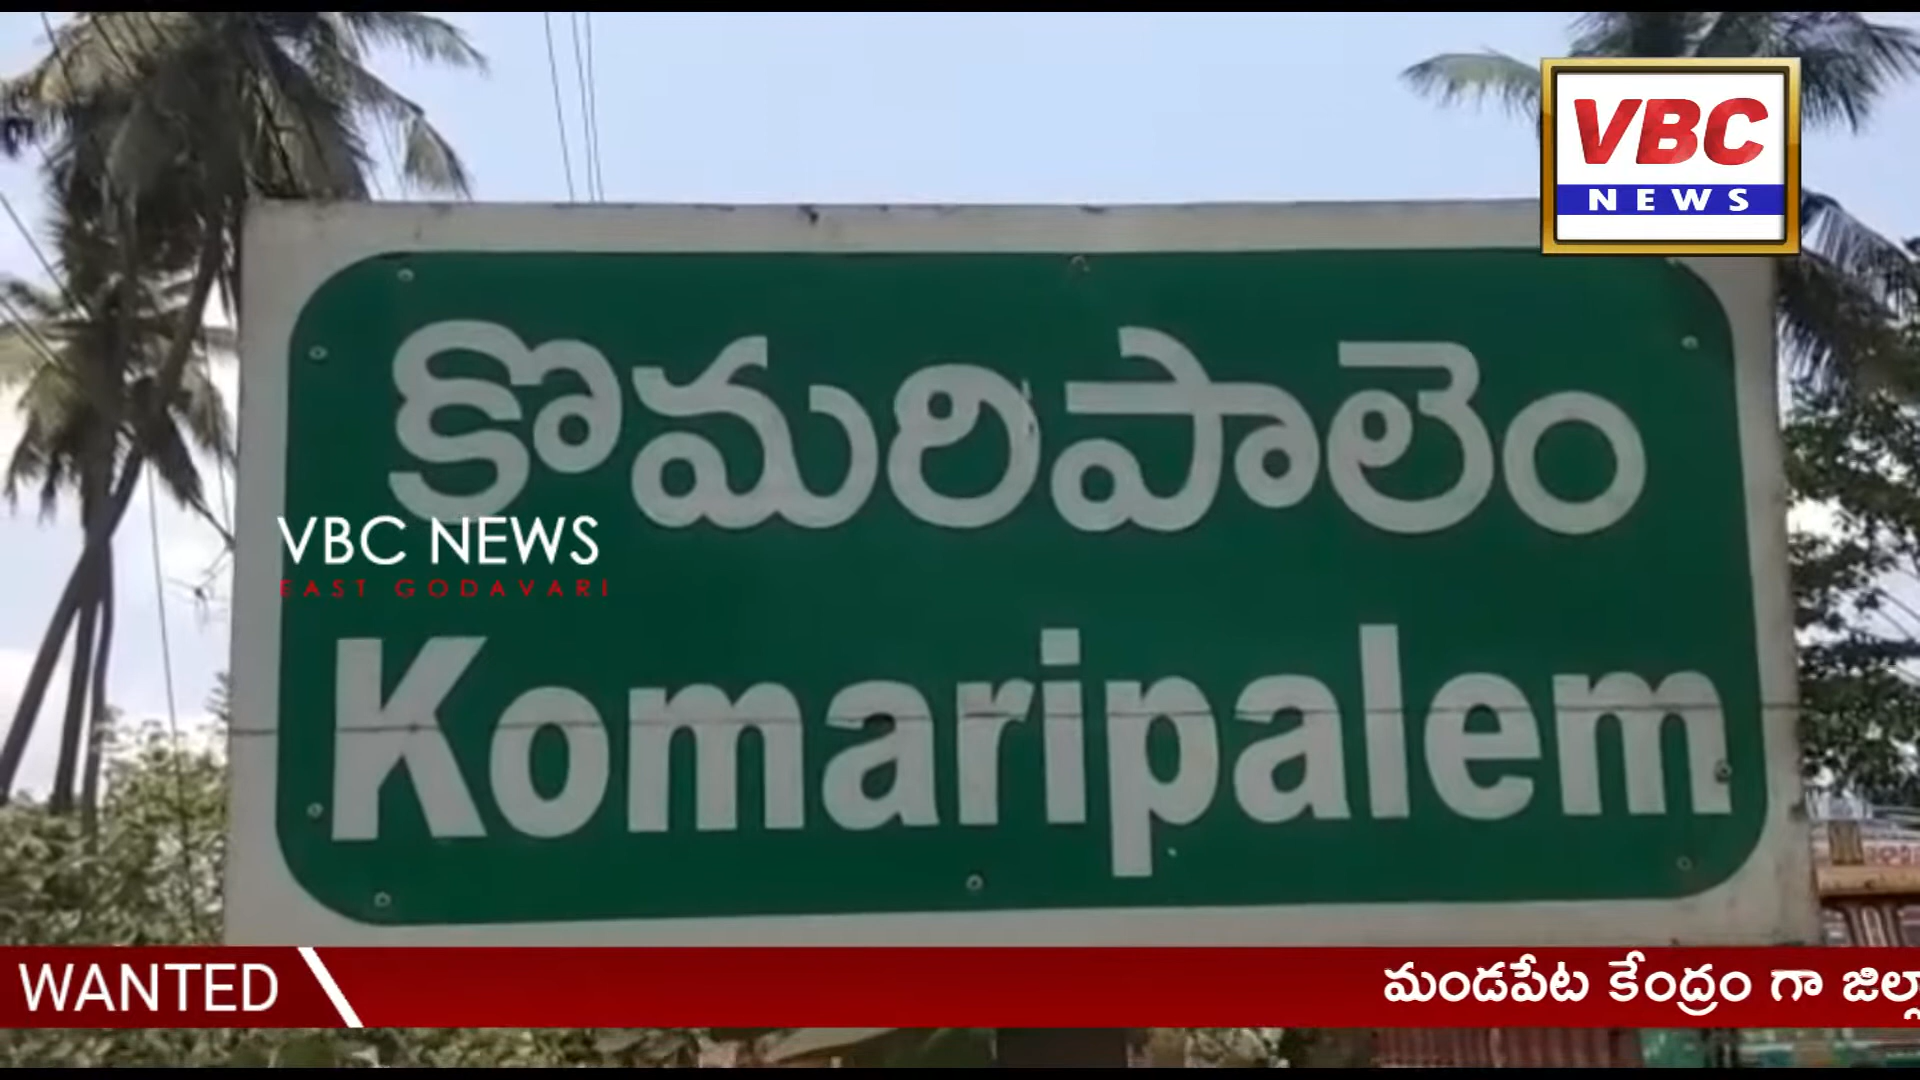 VBC
NEWS
కొమరిపాలెం
VBC NEWS
EAST GODAVARI
Komaripalem
WANTED
మండపేట కేంద్రం గా జిల్లా